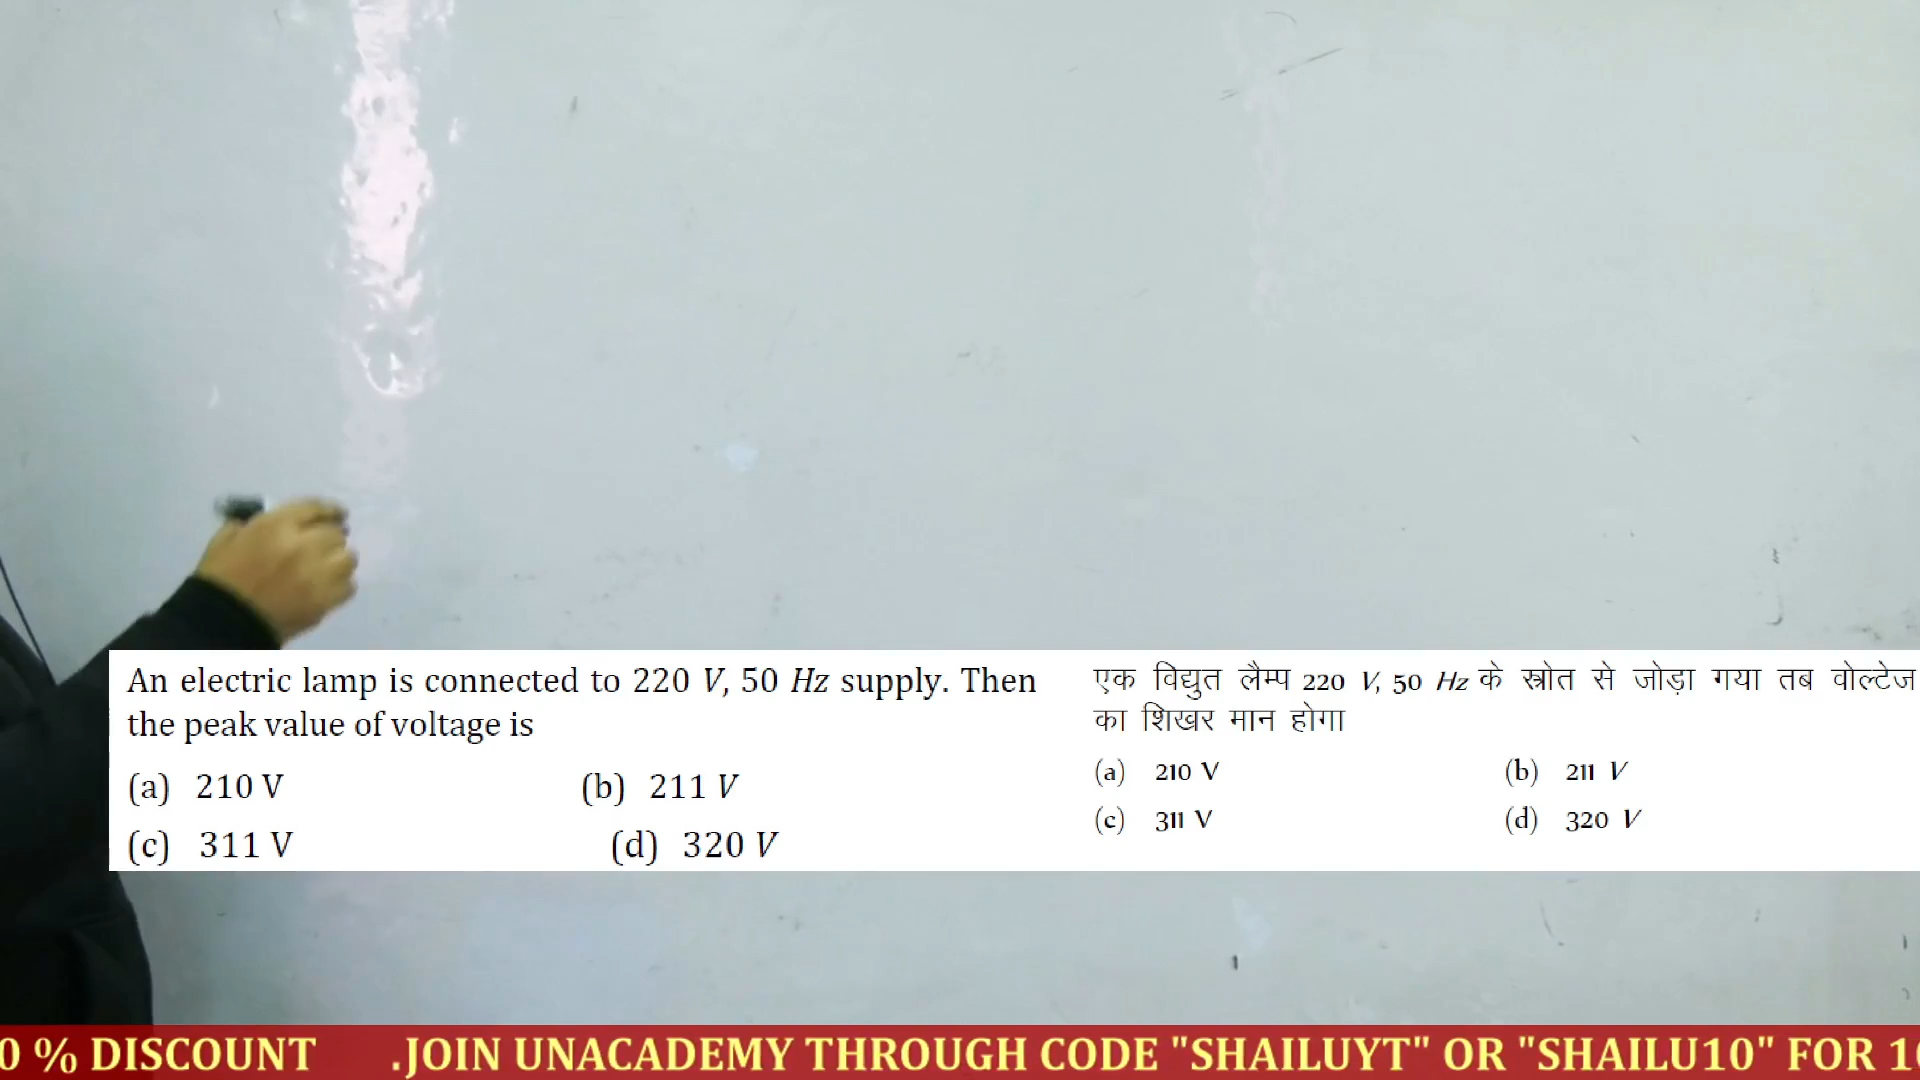 An electric lamp is connected to 220 V, 50 Hz supply. Then
the peak value of voltage is
(a) 210 V (b) 211 V
(c) 311 V (d) 320 V
एक विद्युत लैम्प 220 V, 50 Hz के स्त्रोत से जोड़ा गया तब वोल्टेज
का शिखर मान होगा
(a) 210 V (b) 211 V
(c) 311 V (d) 320 V
0 % DISCOUNT .JOIN UNACADEMY THROUGH CODE "SHAILUYT" OR "SHAILU10" FOR 10